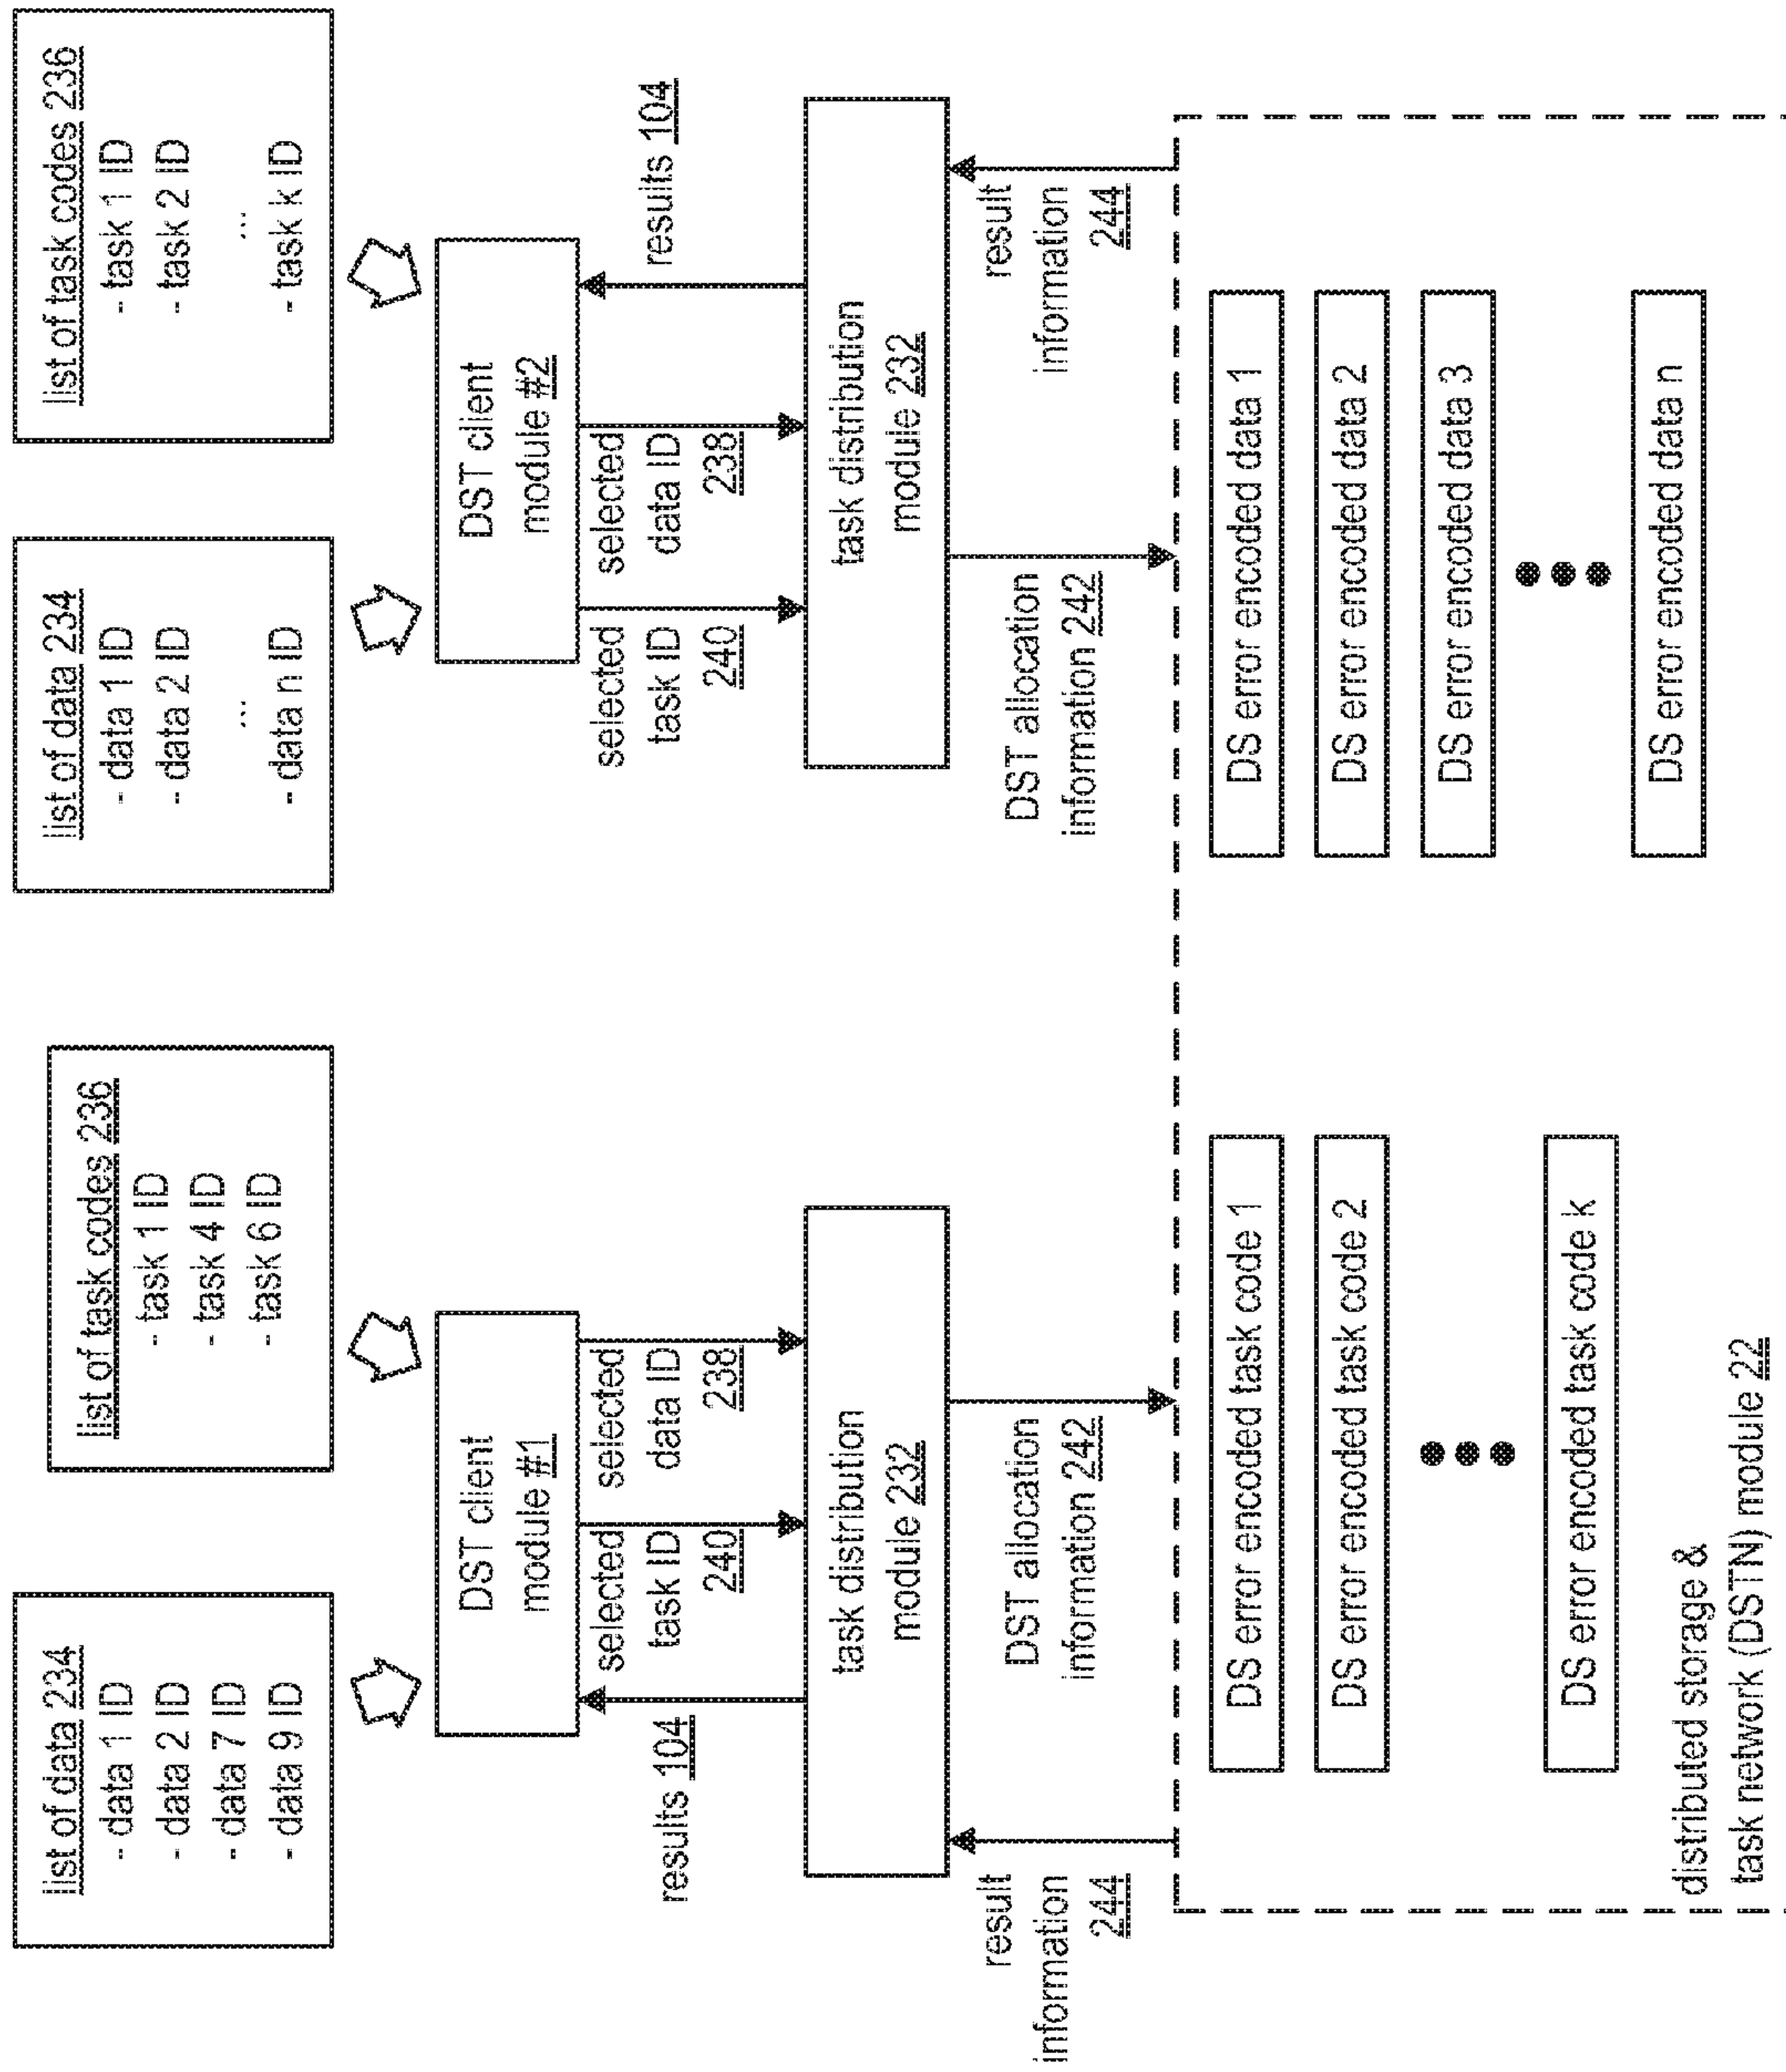 list of data 234
- data 1 ID
- data 2 ID
- data 7 ID
- data 9 ID
list of task codes 236
- task 1 ID
- task 4 ID
- task 6 ID
list of data 234
- data 1 ID
- data 2 ID
...
- data n ID
list of task codes 236
- task 1 ID
- task 2 ID
...
- task k ID
DST client
module #1
DST client
module #2
results 104
selected
task ID
240
selected
data ID
238
selected
task ID
240
selected
data ID
238
results 104
task distribution
module 232
task distribution
module 232
result
information
244
DST allocation
information 242
DST allocation
information 242
result
information
244
DS error encoded task code 1
DS error encoded task code 2
DS error encoded task code k
DS error encoded data 1
DS error encoded data 2
DS error encoded data 3
DS error encoded data n
distributed storage &
task network (DSTN) module 22